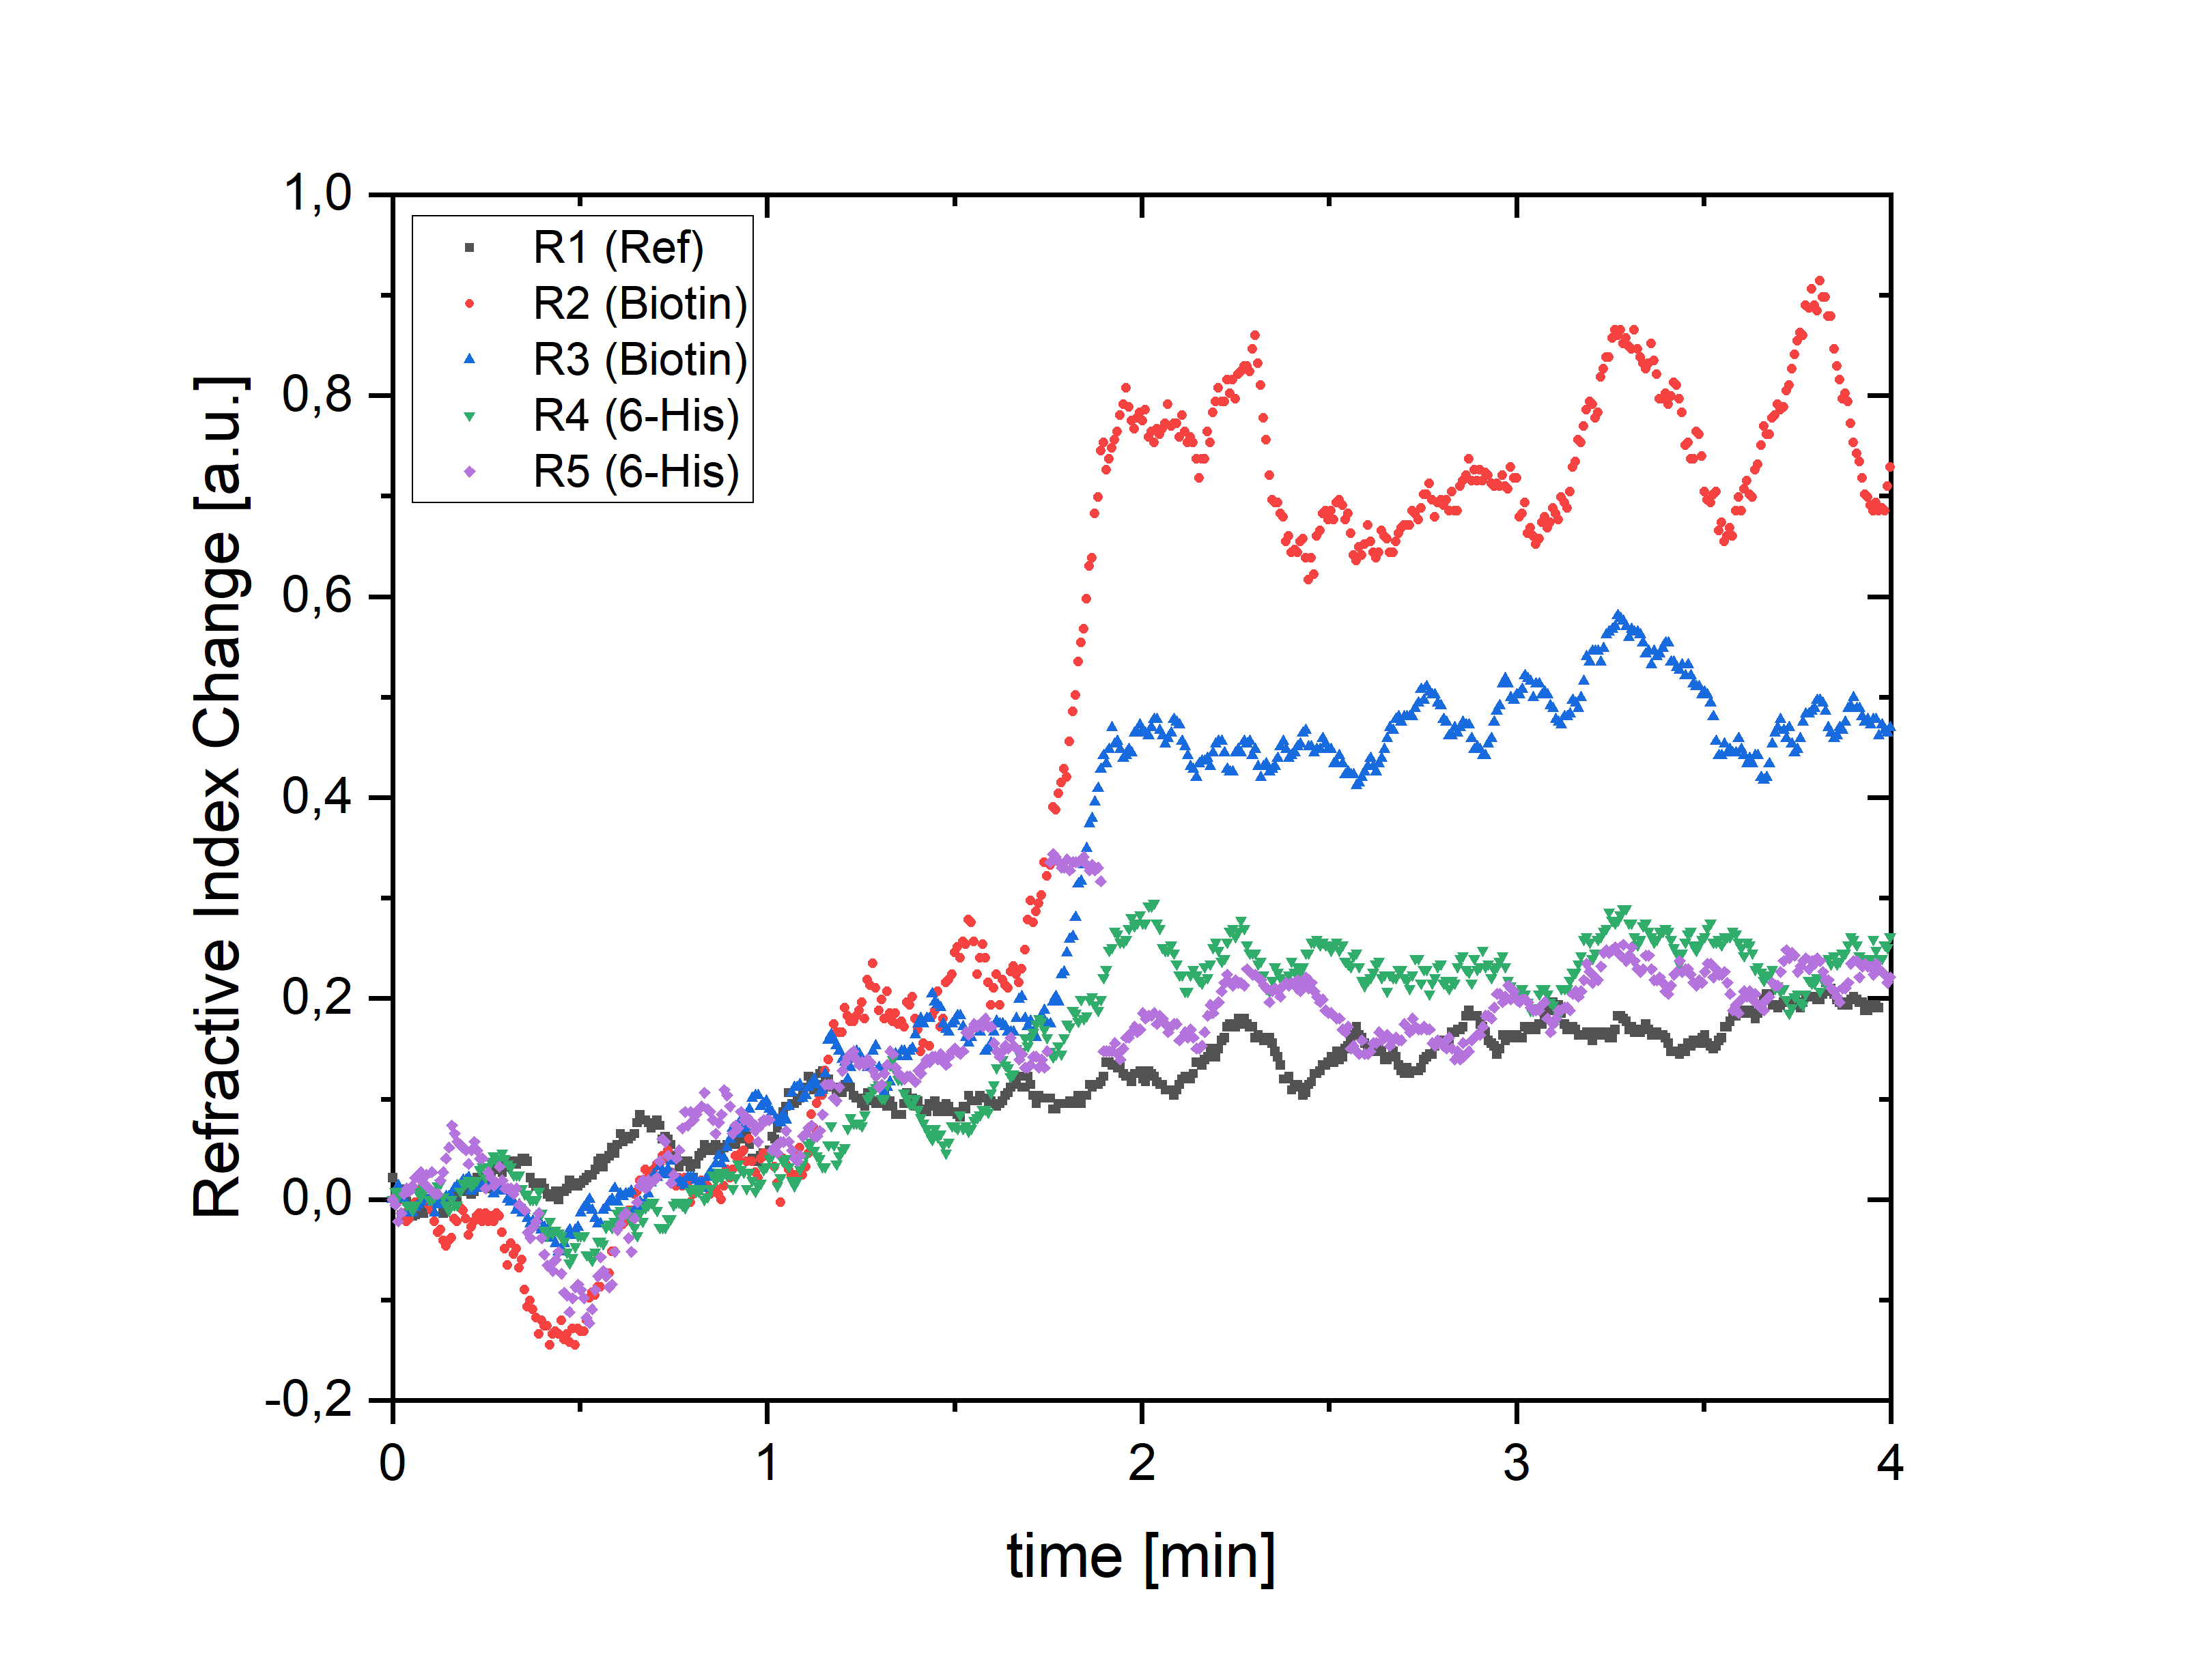 1,0
0,8
0,6
0,4
0,2
0,0
-0,2
Refractive Index Change [a.u.]
R1 (Ref)
R2 (Biotin)
R3 (Biotin)
R4 (6-His)
R5 (6-His)
0 1 2 3 4
time [min]